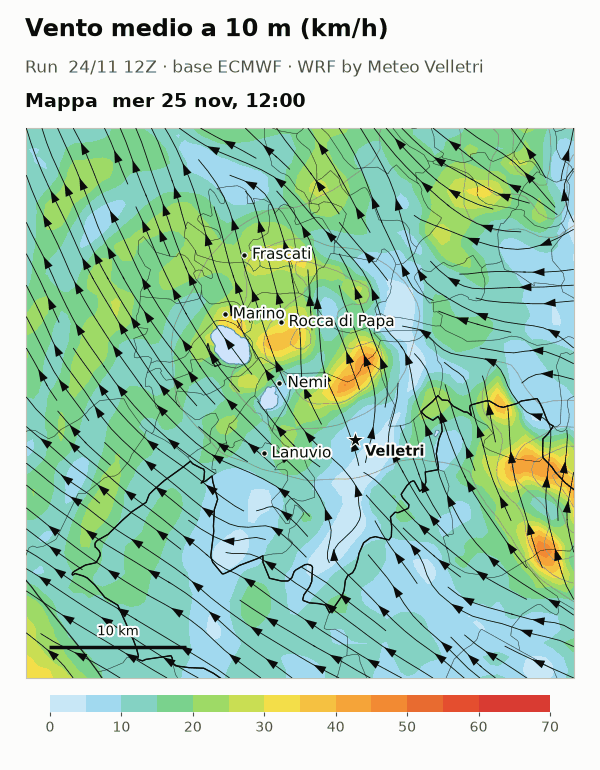 Vento medio a 10 m (km/h)
Run 24/11 12Z · base ECMWF · WRF by Meteo Velletri
Mappa mer 25 nov, 12:00
Frascati
Marino
Rocca di Papa
Nemi
Velletri
Lanuvio
10 km
0 10 20 30 40 50 60 70